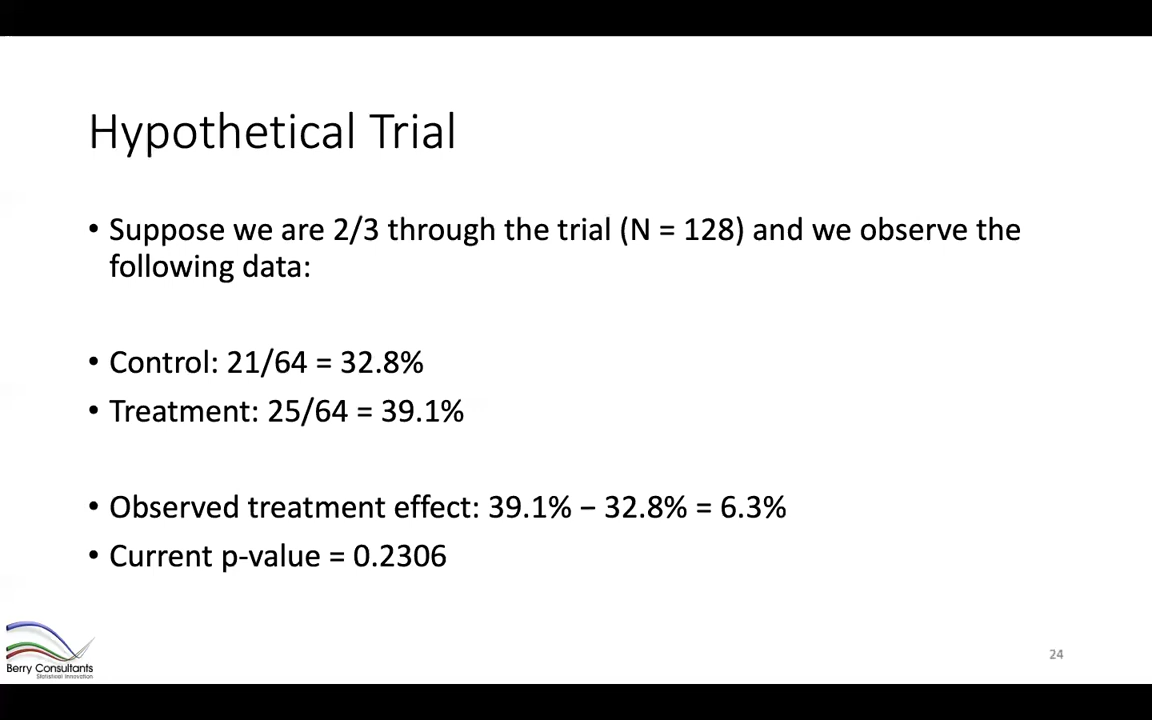 Hypothetical Trial
• Suppose we are 2/3 through the trial (N = 128) and we observe the
following data:
• Control: 21/64 = 32.8%
• Treatment: 25/64 = 39.1%
• Observed treatment effect: 39.1% − 32.8% = 6.3%
• Current p-value = 0.2306
Berry Consultants
Statistical Innovation
24